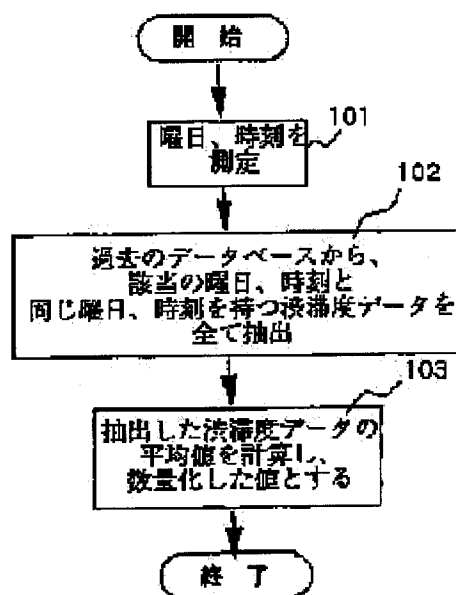 開 始
101
曜日、時刻を
測定
102
過去のデータベースから、
該当の曜日、時刻と
同じ曜日、時刻を持つ渋滞度データを
全て抽出
103
抽出した渋滞度データの
平均値を計算し、
数量化した値とする
終 了